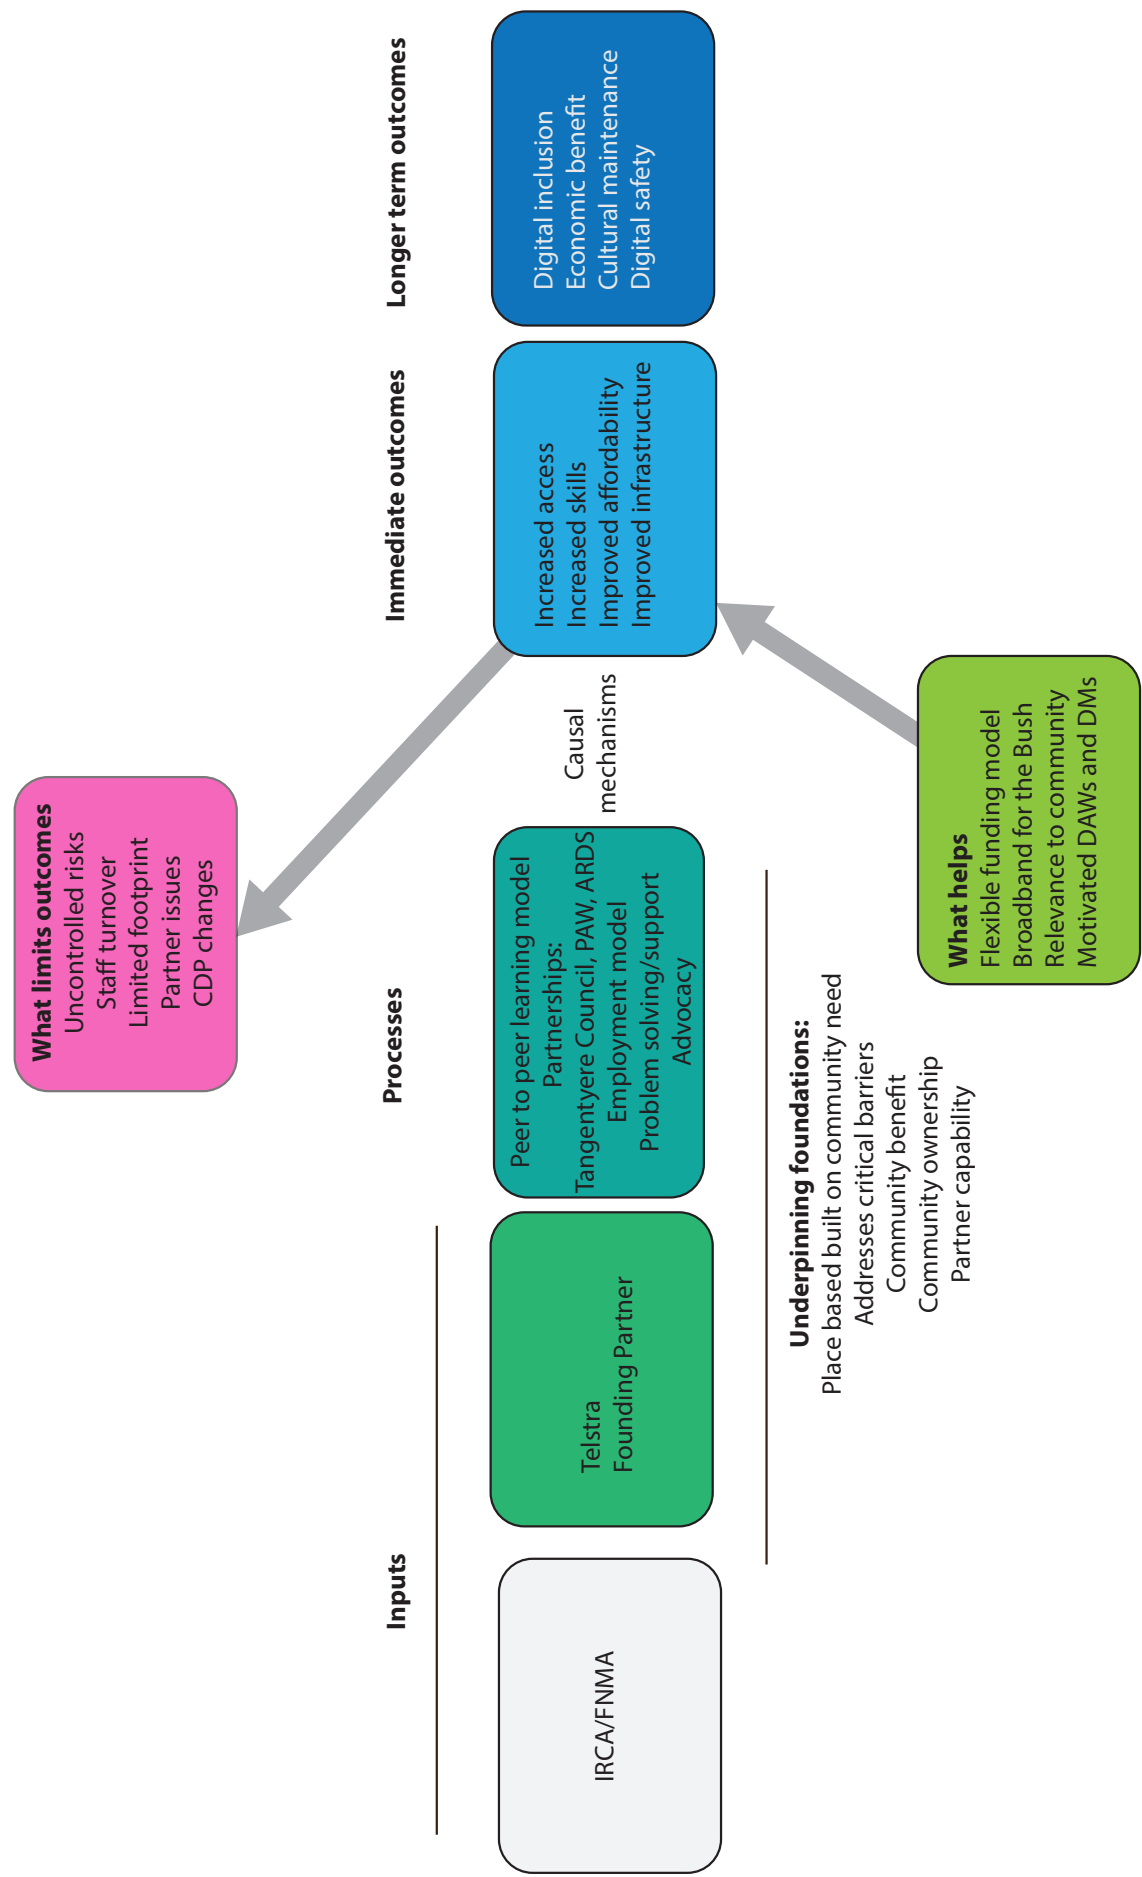 What limits outcomes
Uncontrolled risks
Staff turnover
Limited footprint
Partner issues
CDP changes
Inputs
Processes
Immediate outcomes
Longer term outcomes
IRCA/FNMA
Telstra
Founding Partner
Peer to peer learning model
Partnerships:
Tangentyere Council, PAW, ARDS
Employment model
Problem solving/support
Advocacy
Causal
mechanisms
Increased access
Increased skills
Improved affordability
Improved infrastructure
Digital inclusion
Economic benefit
Cultural maintenance
Digital safety
Underpinning foundations:
Place based built on community need
Addresses critical barriers
Community benefit
Community ownership
Partner capability
What helps
Flexible funding model
Broadband for the Bush
Relevance to community
Motivated DAWs and DMs